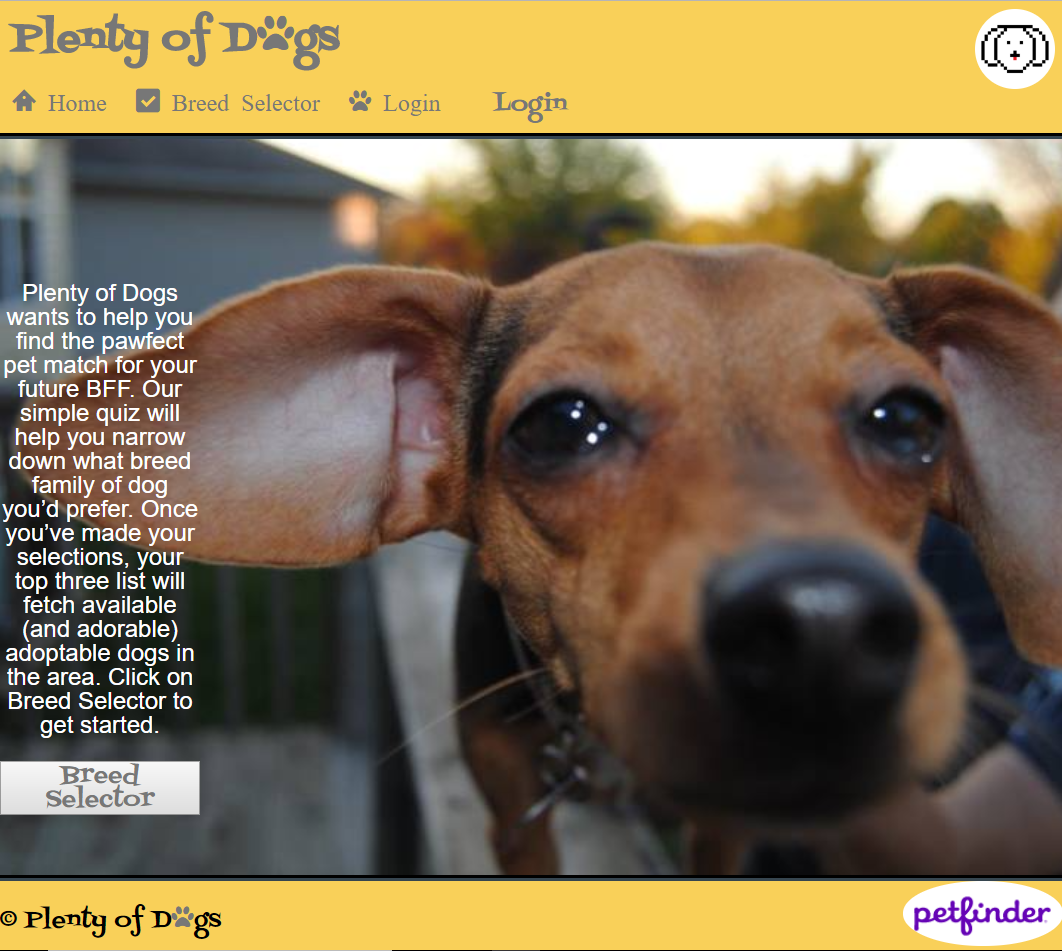 Plenty of Dogs
Home Breed Selector Login Login
Plenty of Dogs
wants to help you
find the pawfect
pet match for your
future BFF. Our
simple quiz will
help you narrow
down what breed
family of dog
you’d prefer. Once
you’ve made your
selections, your
top three list will
fetch available
(and adorable)
adoptable dogs in
the area. Click on
Breed Selector to
get started.
Breed
Selector
© Plenty of Dogs
petfinder